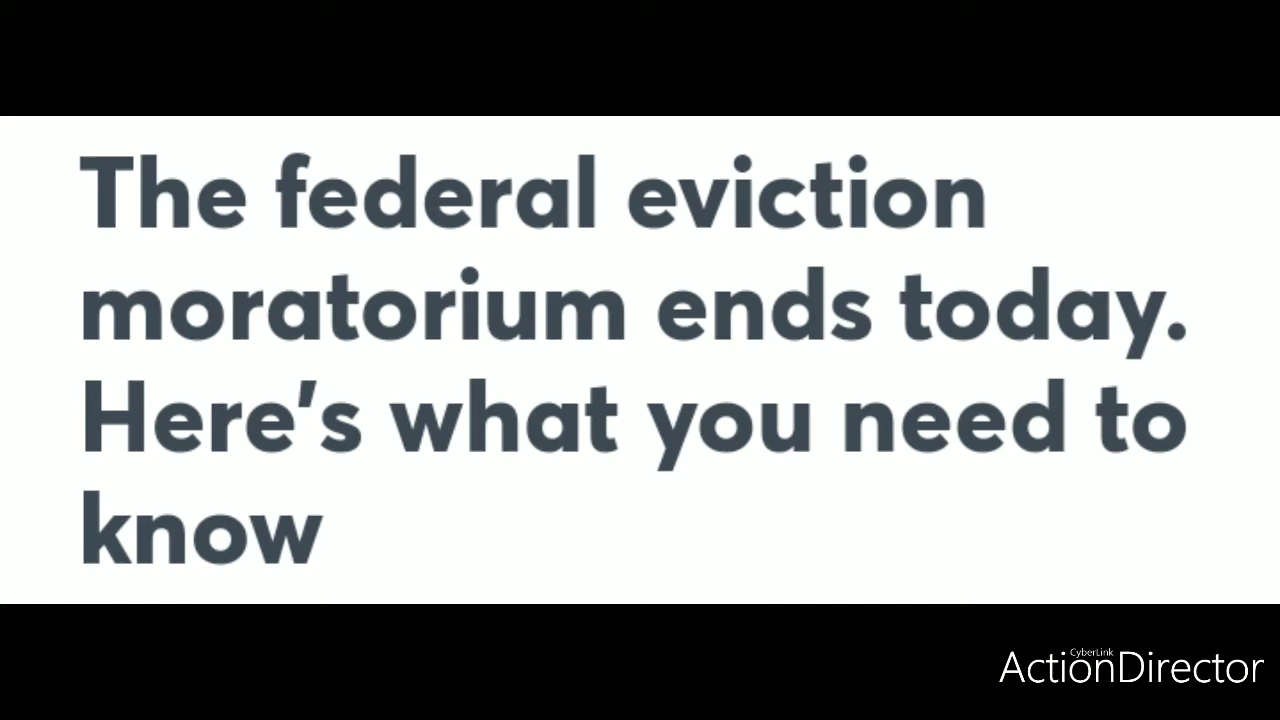 The federal eviction
moratorium ends today.
Here's what you need to
know
CyberLink
ActionDirector